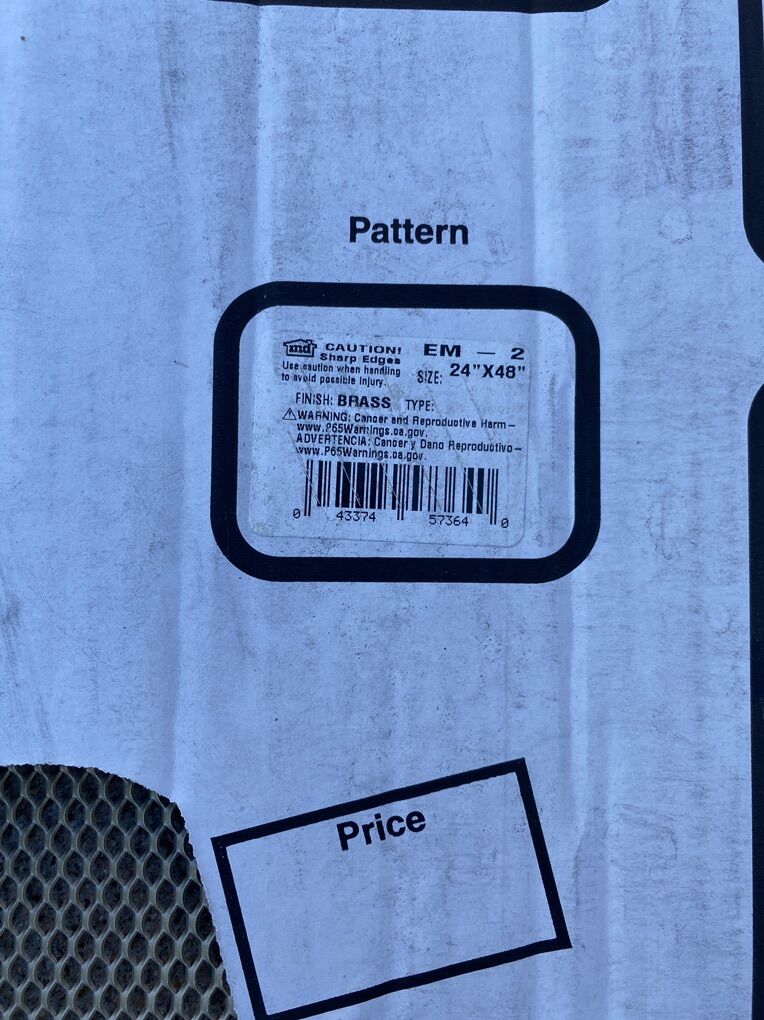 Pattern
md CAUTION! EM — 2
Sharp Edges
Use caution when handling SIZE: 24"X48"
to avoid possible injury.
FINISH: BRASS TYPE:
⚠WARNING: Cancer and Reproductive Harm–
www.P65Warnings.ca.gov.
ADVERTENCIA: Cancer y Dano Reproductivo–
www.P65Warnings.ca.gov.
0 43374 57364 0
Price